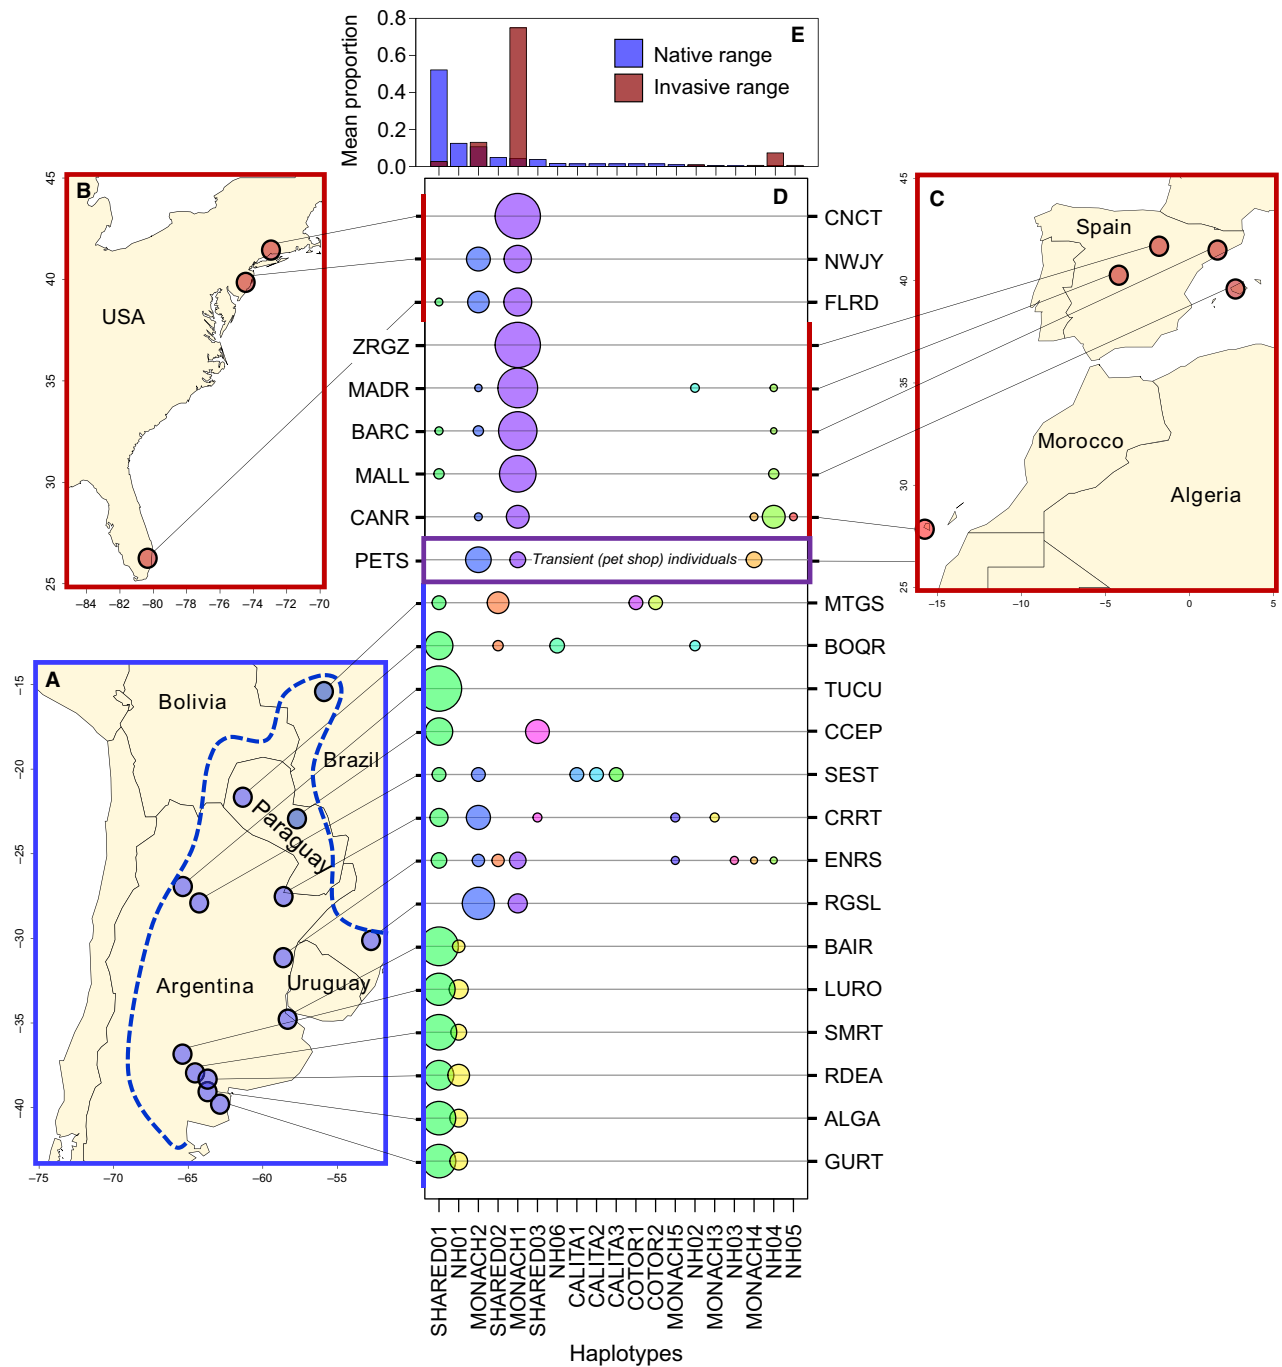 E
Mean proportion
0.8
0.6
0.4
0.2
0.0
Native range
Invasive range
B
USA
45
40
35
30
25
−84
−82
−80
−78
−76
−74
−72
−70
D
CNCT
NWJY
FLRD
ZRGZ
MADR
BARC
MALL
CANR
PETS
Transient (pet shop) individuals
MTGS
BOQR
TUCU
CCEP
SEST
CRRT
ENRS
RGSL
BAIR
LURO
SMRT
RDEA
ALGA
GURT
C
Spain
Morocco
Algeria
45
40
35
30
25
−15
−10
−5
0
5
A
Bolivia
Brazil
Paraguay
Argentina
Uruguay
−15
−20
−25
−30
−35
−40
−75
−70
−65
−60
−55
SHARED01
NH01
MONACH2
SHARED02
MONACH1
SHARED03
NH06
CALITA1
CALITA2
CALITA3
COTOR1
COTOR2
MONACH5
NH02
MONACH3
NH03
MONACH4
NH04
NH05
Haplotypes